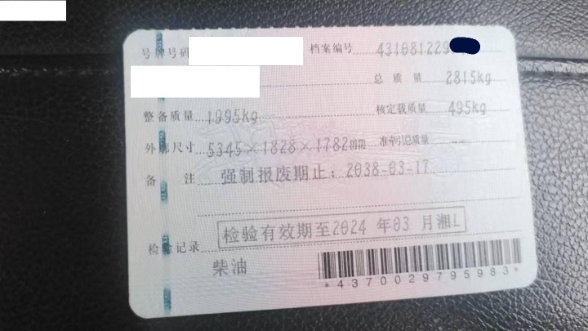 号牌号码 档案编号 431081229
总质量 2815kg
整备质量 1995kg 核定载质量 495kg
外廓尺寸 5345×1828×1782mm 准牵引总质量 --
备注 强制报废期止：2038-03-17
检验记录 检验有效期至2024年03月湘L
柴油
*4370029795983*